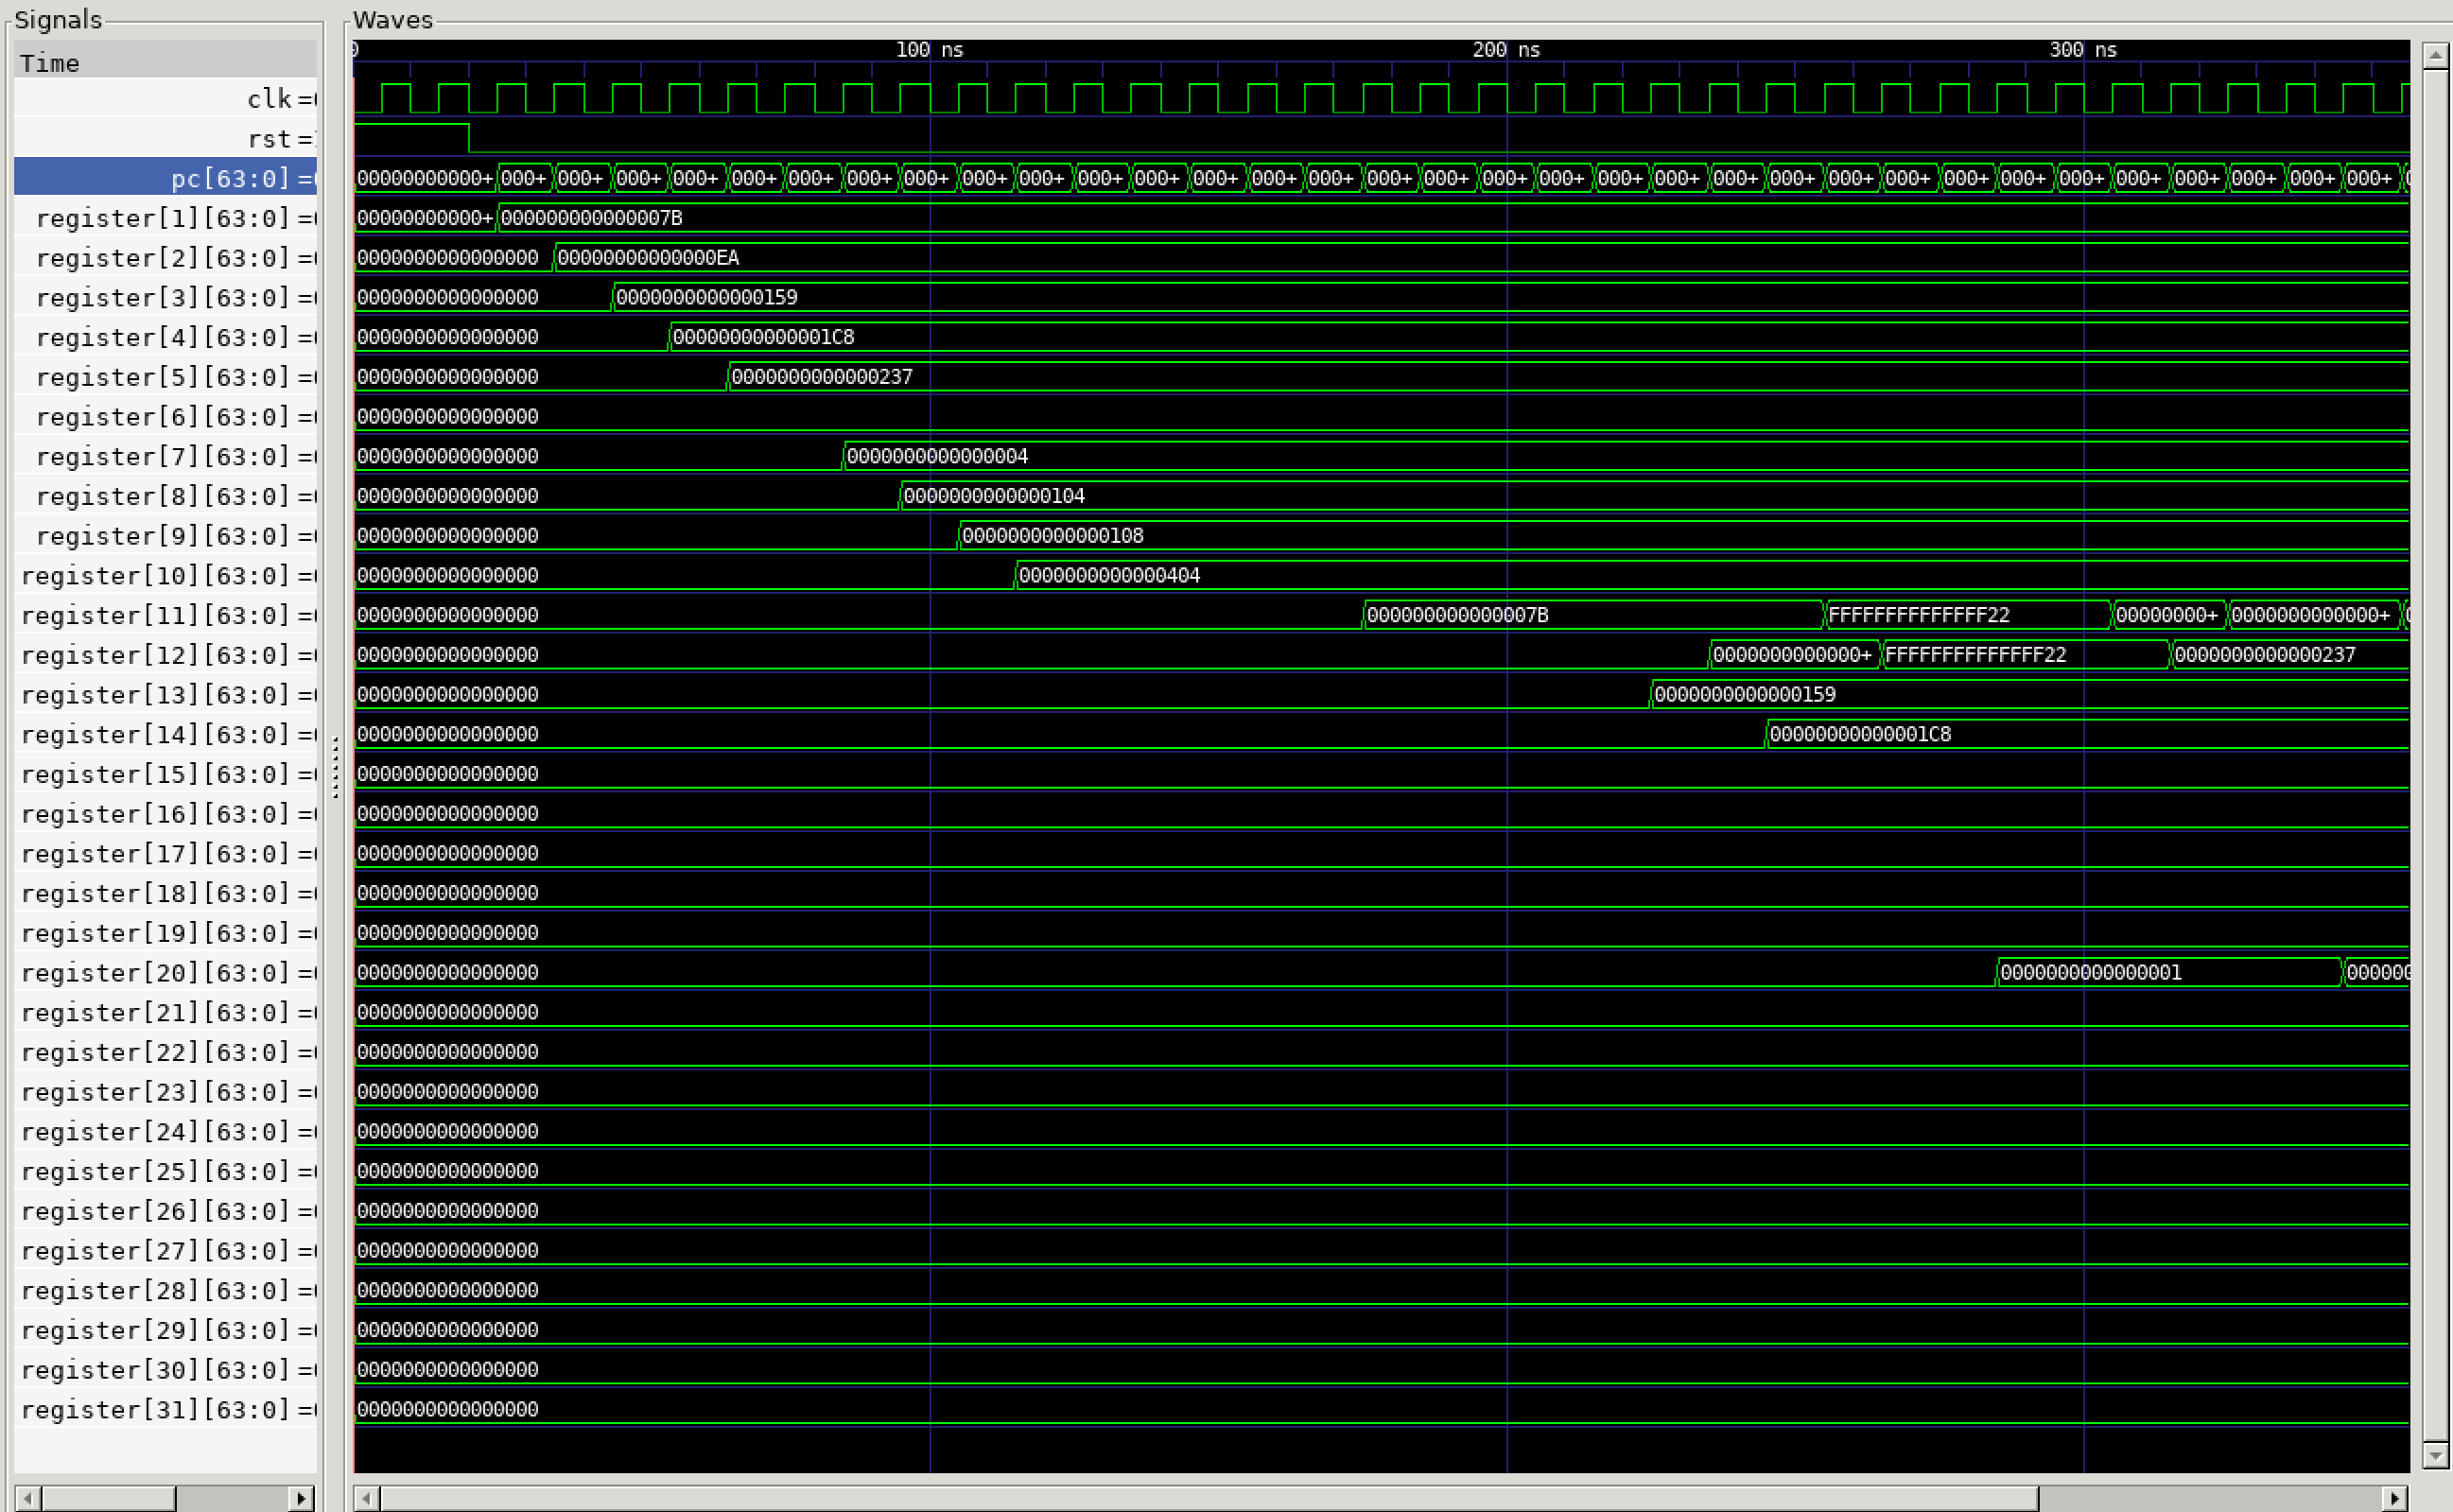 Signals Waves
Time 0 100 ns 200 ns 300 ns
clk =
rst =
pc[63:0] = 00000000000+ 000+ 000+ 000+ 000+ 000+ 000+ 000+ 000+ 000+ 000+ 000+ 000+ 000+ 000+ 000+ 000+ 000+ 000+ 000+ 000+ 000+ 000+ 000+ 000+ 000+ 000+ 000+ 000+ 000+ 000+ 000+ 000+ 000+
register[1][63:0] = 00000000000+ 000000000000007B
register[2][63:0] = 0000000000000000 00000000000000EA
register[3][63:0] = 0000000000000000 0000000000000159
register[4][63:0] = 0000000000000000 00000000000001C8
register[5][63:0] = 0000000000000000 0000000000000237
register[6][63:0] = 0000000000000000
register[7][63:0] = 0000000000000000 0000000000000004
register[8][63:0] = 0000000000000000 0000000000000104
register[9][63:0] = 0000000000000000 0000000000000108
register[10][63:0] = 0000000000000000 0000000000000404
register[11][63:0] = 0000000000000000 000000000000007B FFFFFFFFFFFFFF22 00000000+ 0000000000000+
register[12][63:0] = 0000000000000000 0000000000000+ FFFFFFFFFFFFFF22 0000000000000237
register[13][63:0] = 0000000000000000 0000000000000159
register[14][63:0] = 0000000000000000 00000000000001C8
register[15][63:0] = 0000000000000000
register[16][63:0] = 0000000000000000
register[17][63:0] = 0000000000000000
register[18][63:0] = 0000000000000000
register[19][63:0] = 0000000000000000
register[20][63:0] = 0000000000000000 0000000000000001 000000
register[21][63:0] = 0000000000000000
register[22][63:0] = 0000000000000000
register[23][63:0] = 0000000000000000
register[24][63:0] = 0000000000000000
register[25][63:0] = 0000000000000000
register[26][63:0] = 0000000000000000
register[27][63:0] = 0000000000000000
register[28][63:0] = 0000000000000000
register[29][63:0] = 0000000000000000
register[30][63:0] = 0000000000000000
register[31][63:0] = 0000000000000000